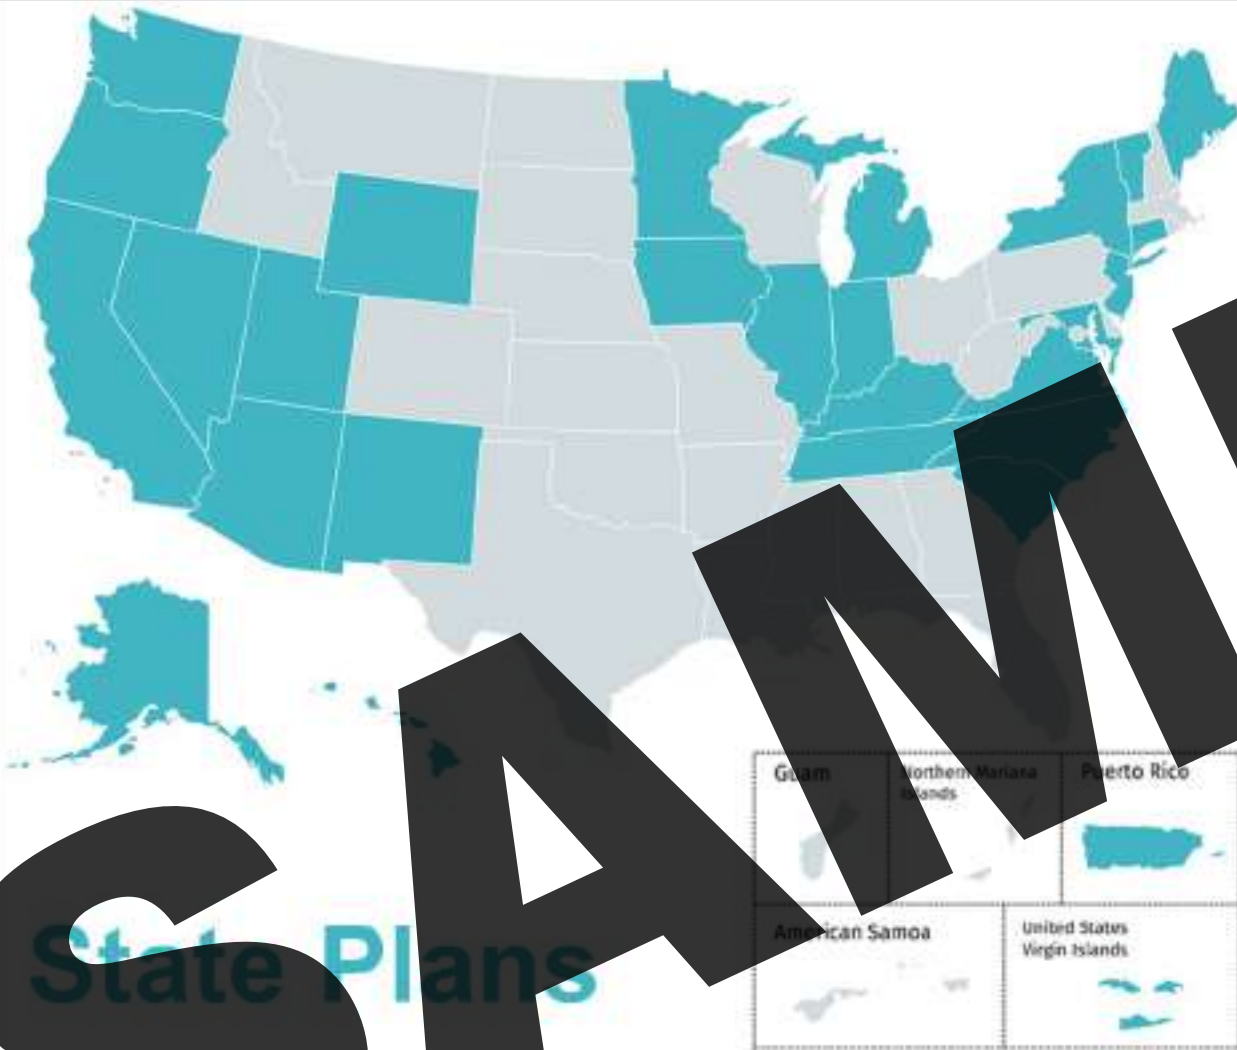 Guam
Northern Mariana
Islands
Puerto Rico
American Samoa
United States
Virgin Islands
State Plans
SAM